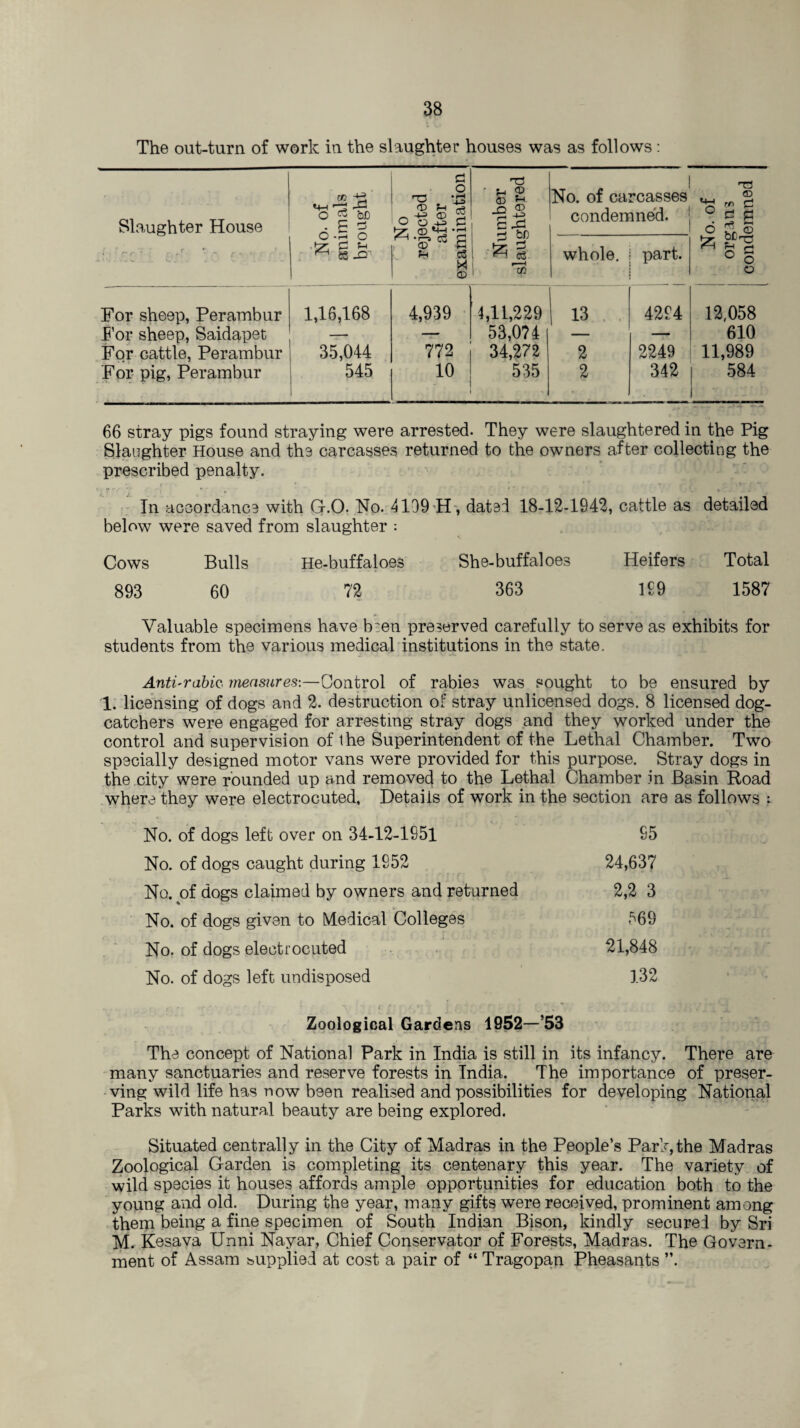 38
The out-turn of work in the slaughter houses was as follows :
Slaughter House | No. of animals brought | No. rejected after examination | Number slaughtered | No. of carcasses condemned. whole. | part. | No. of organs condemned
For sheep, Perambur 1,16,168 4,939 4,11,229 13 42£4 12,058
For sheep, Saidapet — — 53,074 — — 610
For cattle, Perambur 35,044 772 34,272 2 2249 11,989
For pig, Perambur 545 10 535 2 342 584
66 stray pigs found straying were arrested. They were slaughtered in the Pig
Slaughter House and the carcasses returned to the owners after collecting the
prescribed penalty.
In accordance with G.O. No. 4109 H, dated 18-12-1942, cattle as detailed
below were saved from slaughter :
Cows Bulls He-buffaloes She-buffaloes Heifers Total
893 60 72 363 1£9 1587
Valuable specimens have been preserved carefully to serve as exhibits for
students from the various medical institutions in the state.
Anti-rabic measures:—Control of rabies was sought to be ensured by
1. licensing of dogs and 2. destruction of stray unlicensed dogs. 8 licensed dog-
catchers were engaged for arresting stray dogs and they worked under the
control and supervision of the Superintendent of the Lethal Chamber. Two
specially designed motor vans were provided for this purpose. Stray dogs in
the city were rounded up and removed to the Lethal Chamber in Basin Road
where they were electrocuted. Details of work in the section are as follows :
No. of dogs left over on 34-12-1951 95
No. of dogs caught during 1952 24,637
No. of dogs claimed by owners and returned 2,2 3
No. of dogs given to Medical Colleges 569
No. of dogs electrocuted 21,848
No. of dogs left undisposed 132
Zoological Gardens 1952—'53
The concept of National Park in India is still in its infancy. There are
many sanctuaries and reserve forests in India. The importance of preser-
ving wild life has now been realised and possibilities for developing National
Parks with natural beauty are being explored.
Situated centrally in the City of Madras in the People's Park, the Madras
Zoological Garden is completing its centenary this year. The variety of
wild species it houses affords ample opportunities for education both to the
young and old. During the year, many gifts were received, prominent among
them being a fine specimen of South Indian Bison, kindly secured by Sri
M. Kesava Unni Nayar, Chief Conservator of Forests, Madras. The Govern-
ment of Assam supplied at cost a pair of “ Tragopan Pheasants ”.